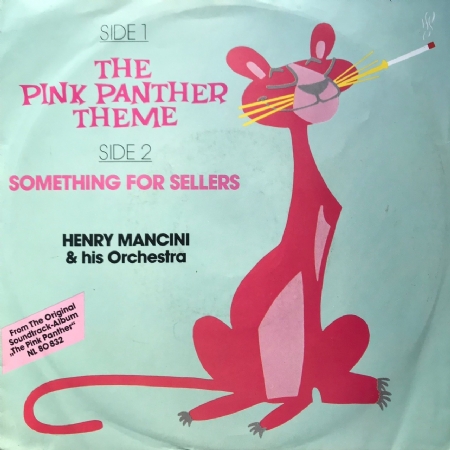 SIDE 1
THE
PINK PANTHER
THEME
SIDE 2
SOMETHING FOR SELLERS
HENRY MANCINI
& his Orchestra
From The Original
Soundtrack-Album
„The Pink Panther"
NL 80 832